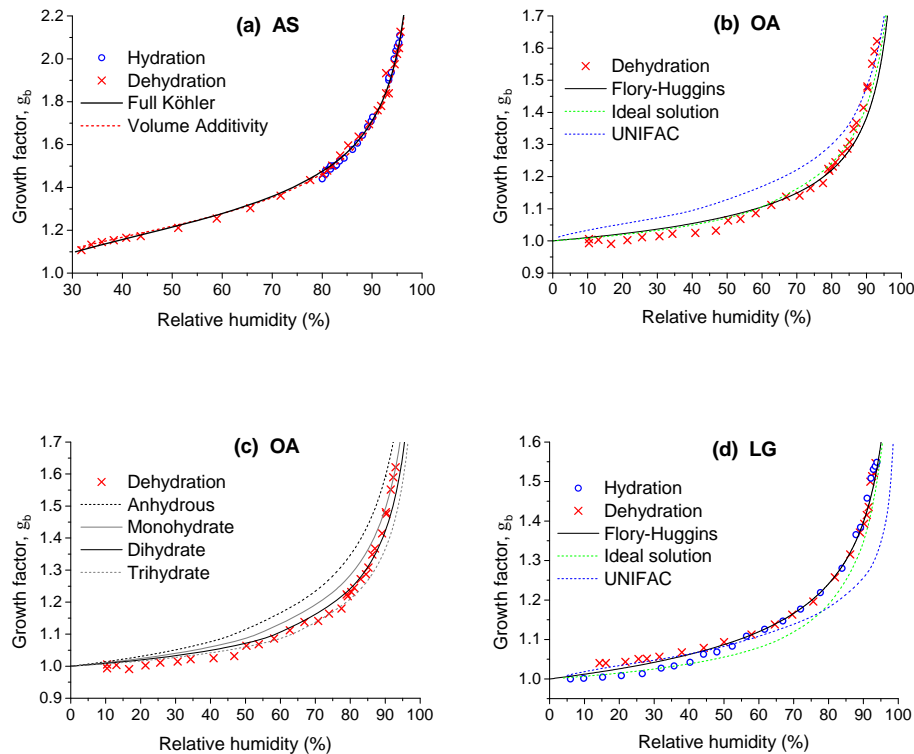 (a) AS
Hydration
Dehydration
Full Köhler
Volume Additivity
Growth factor, gb
2.2
2.0
1.8
1.6
1.4
1.2
1.0
30 40 50 60 70 80 90 100
Relative humidity (%)
(b) OA
Dehydration
Flory-Huggins
Ideal solution
UNIFAC
Growth factor, gb
1.7
1.6
1.5
1.4
1.3
1.2
1.1
1.0
0.9
0 10 20 30 40 50 60 70 80 90 100
Relative humidity (%)
(c) OA
Dehydration
Anhydrous
Monohydrate
Dihydrate
Trihydrate
Growth factor, gb
1.7
1.6
1.5
1.4
1.3
1.2
1.1
1.0
0.9
0 10 20 30 40 50 60 70 80 90 100
Relative humidity (%)
(d) LG
Hydration
Dehydration
Flory-Huggins
Ideal solution
UNIFAC
Growth factor, gb
1.6
1.5
1.4
1.3
1.2
1.1
1.0
0 10 20 30 40 50 60 70 80 90 100
Relative humidity (%)